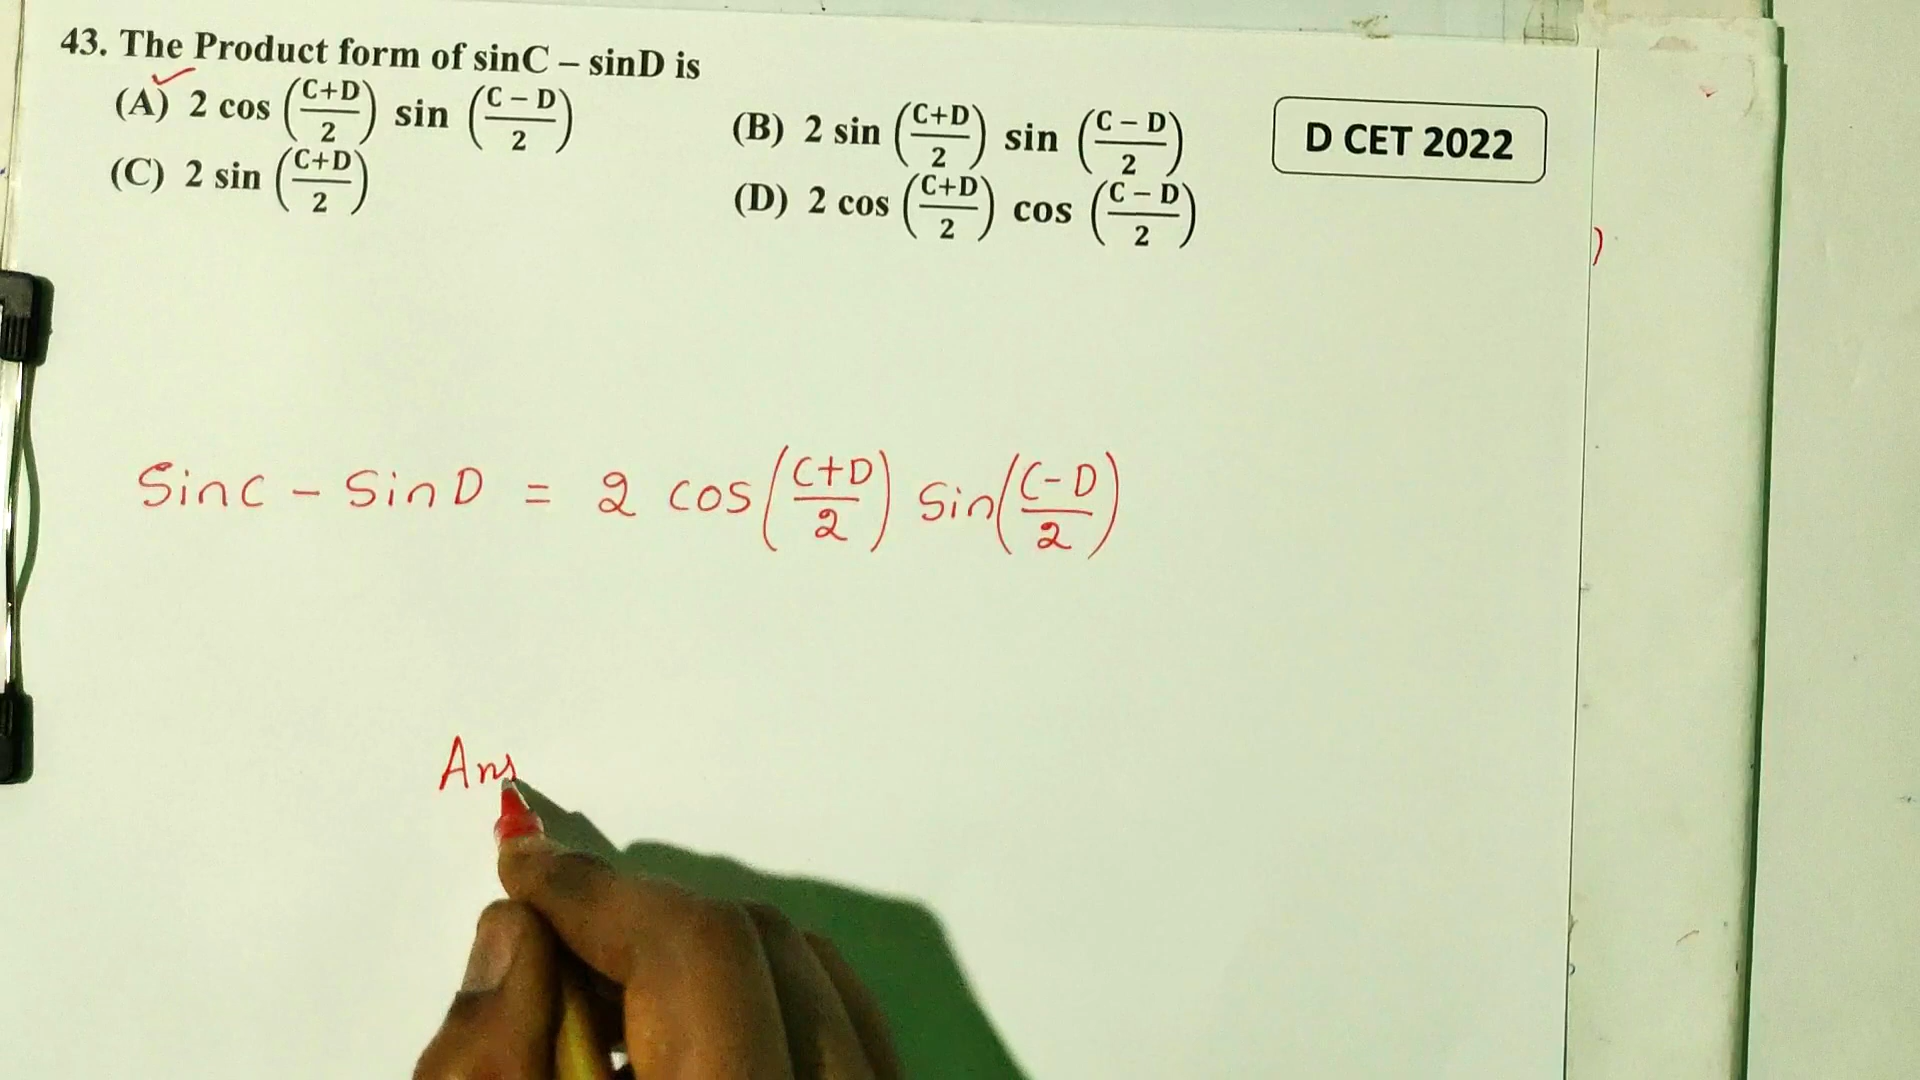 43. The Product form of sinC – sinD is
(A) 2 cos ((C+D)/2) sin ((C – D)/2)
(B) 2 sin ((C+D)/2) sin ((C – D)/2)
(C) 2 sin ((C+D)/2)
(D) 2 cos ((C+D)/2) cos ((C – D)/2)
D CET 2022
SinC – SinD = 2 cos((C+D)/2) Sin((C-D)/2)
Ans